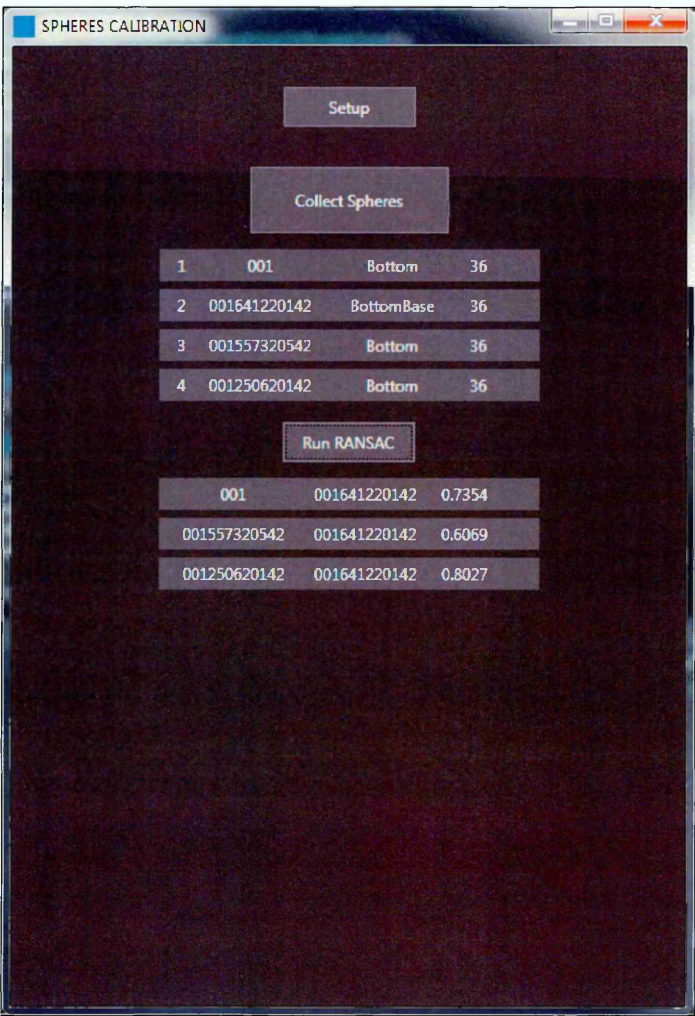 SPHERES CALIBRATION
Setup
Collect Spheres
1 001 Bottom 36
2 001641220142 BottomBase 36
3 001557320542 Bottom 36
4 001250620142 Bottom 36
Run RANSAC
001 001641220142 0.7354
001557320542 001641220142 0.6069
001250620142 001641220142 0.8027